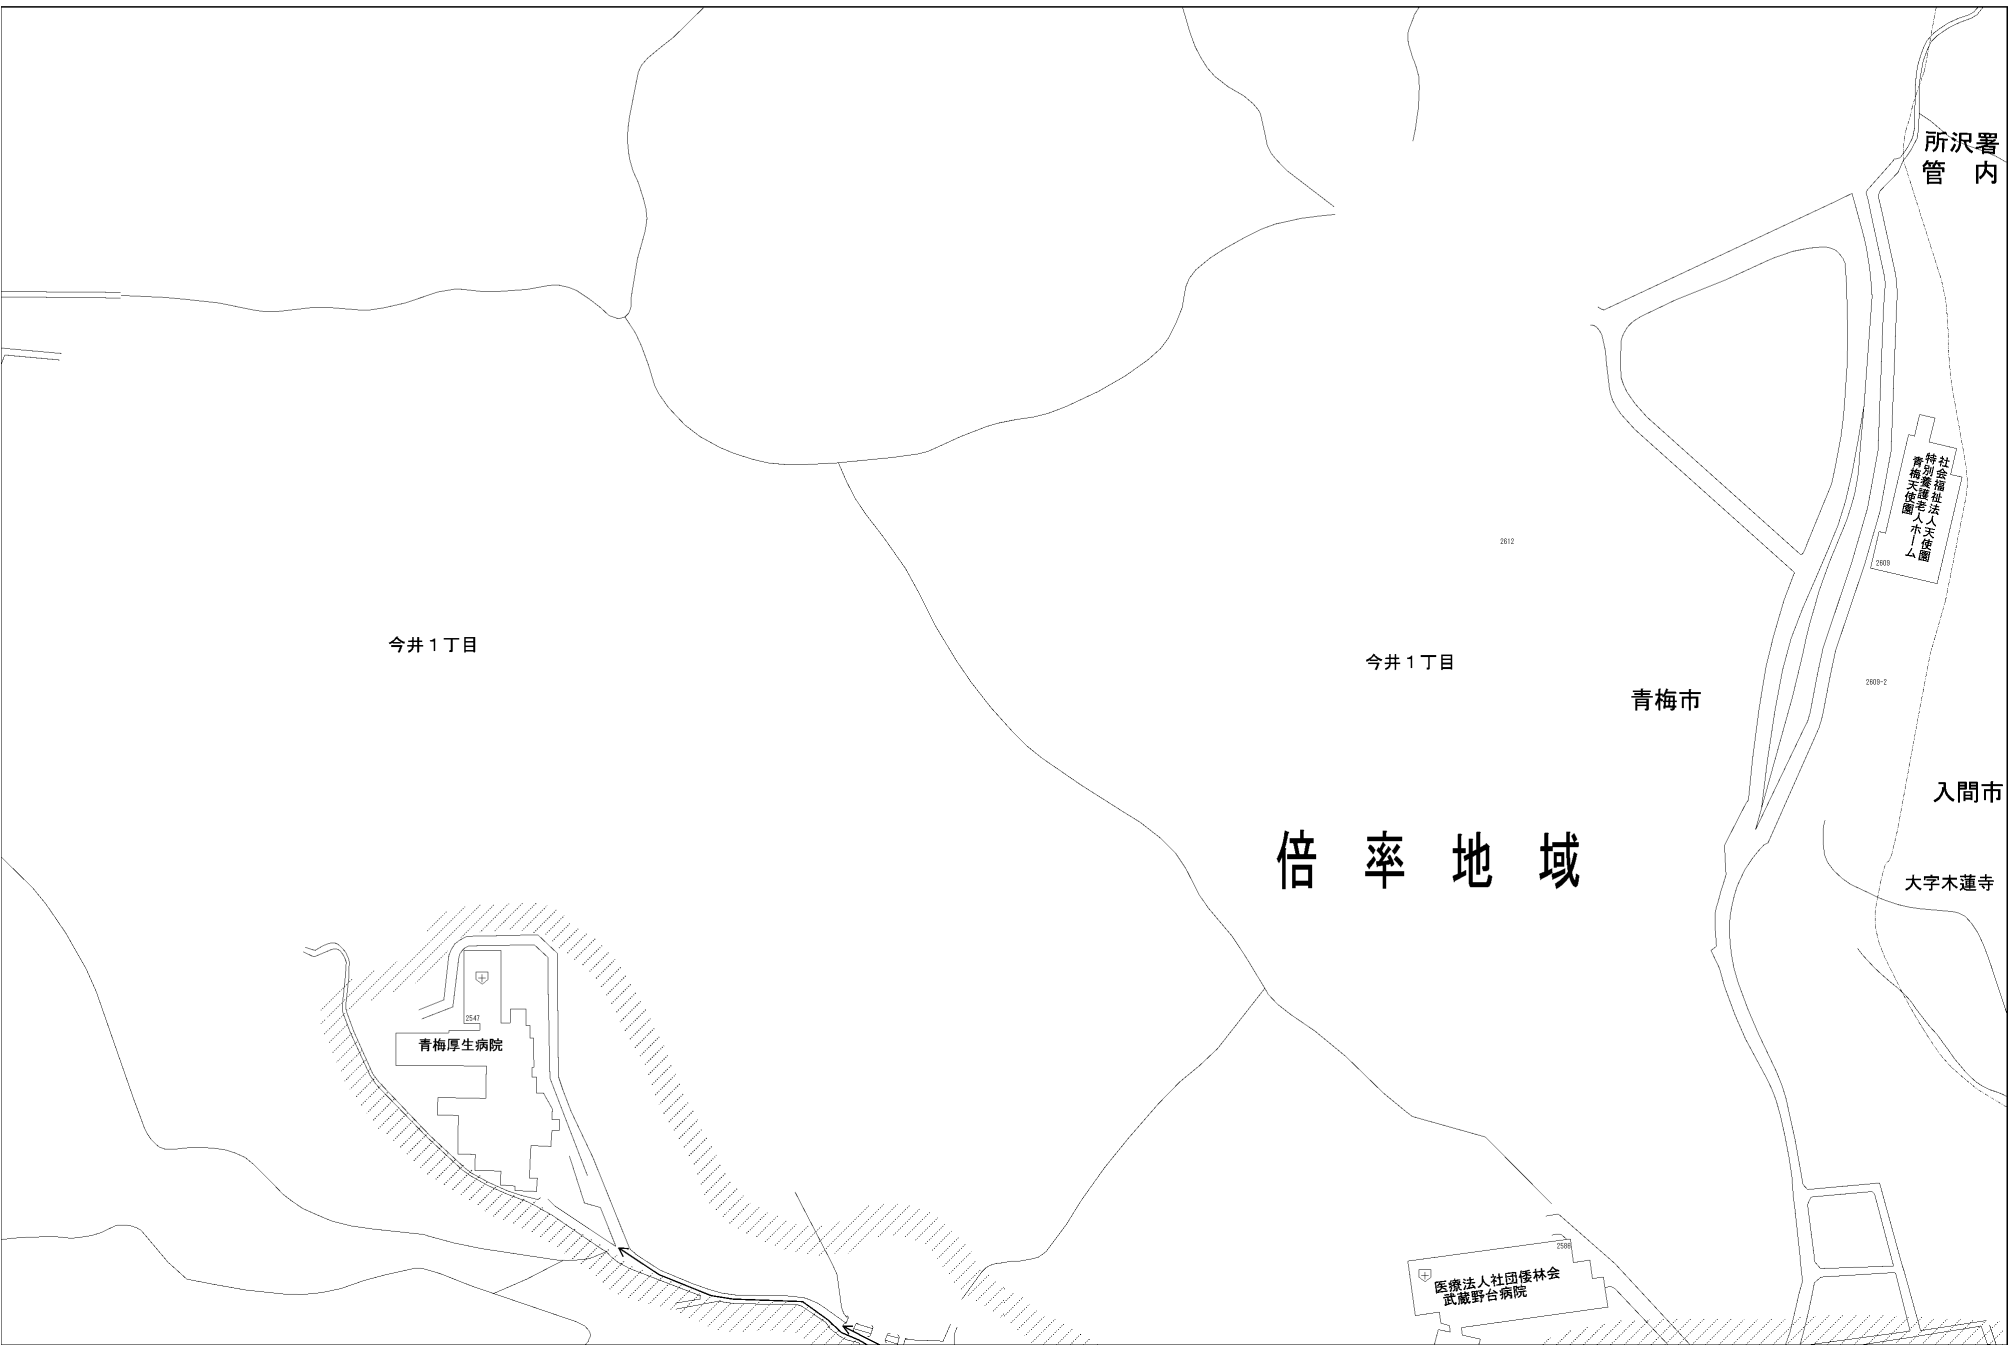 所沢署
管　内
社会福祉法人天使園
特別養護老人ホーム
青梅天使園
2609
2612
今井１丁目
今井１丁目
青梅市
2609-2
入間市
倍率地域
大字木蓮寺
2547
青梅厚生病院
2586
医療法人社団倭林会
武蔵野台病院